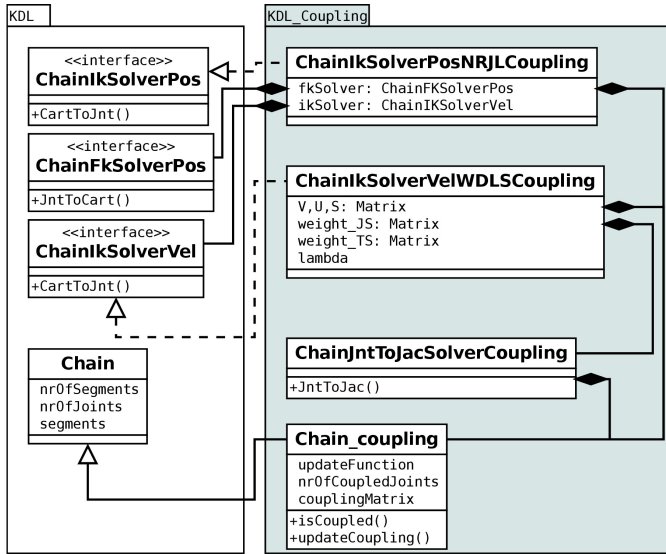 KDL
<<interface>>
ChainIkSolverPos
+CartToJnt()
<<interface>>
ChainFkSolverPos
+JntToCart()
<<interface>>
ChainIkSolverVel
+CartToJnt()
Chain
nrOfSegments
nrOfJoints
segments
KDL_Coupling
ChainIkSolverPosNRJLCoupling
fkSolver: ChainFKSolverPos
ikSolver: ChainIKSolverVel
ChainIkSolverVelWDLSCoupling
V,U,S: Matrix
weight_JS: Matrix
weight_TS: Matrix
lambda
ChainJntToJacSolverCoupling
+JntToJac()
Chain_coupling
updateFunction
nrOfCoupledJoints
couplingMatrix
+isCoupled()
+updateCoupling()